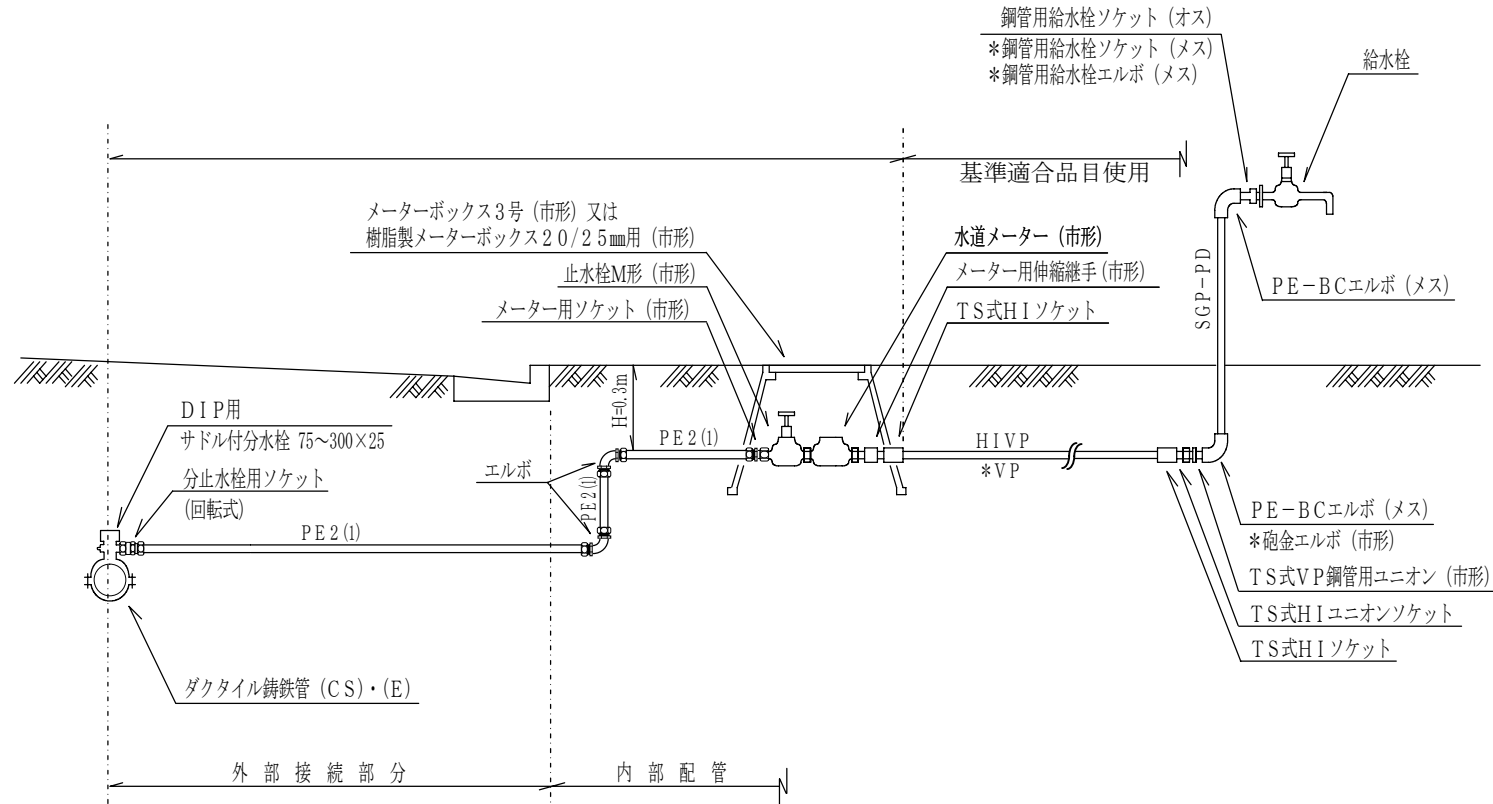 鋼管用給水栓ソケット（オス）
＊鋼管用給水栓ソケット（メス）
＊鋼管用給水栓エルボ（メス）
給水栓
基準適合品目使用
メーターボックス３号（市形）又は
樹脂製メーターボックス２０/２５㎜用（市形）
水道メーター（市形）
止水栓Ｍ形（市形）
メーター用伸縮継手（市形）
メーター用ソケット（市形）
ＴＳ式ＨＩソケット
PE−BCエルボ（メス）
SGP−PD
H=0.3m
ＤＩＰ用
サドル付分水栓 75〜300×25
分止水栓用ソケット
(回転式)
エルボ
PE2(1)
PE2(1)
PE2(1)
HIVP
＊VP
PE−BCエルボ（メス）
＊砲金エルボ（市形）
ＴＳ式ＶＰ鋼管用ユニオン（市形）
ＴＳ式ＨＩユニオンソケット
ＴＳ式ＨＩソケット
ダクタイル鋳鉄管（ＣＳ）・（Ｅ）
外部接続部分
内部配管